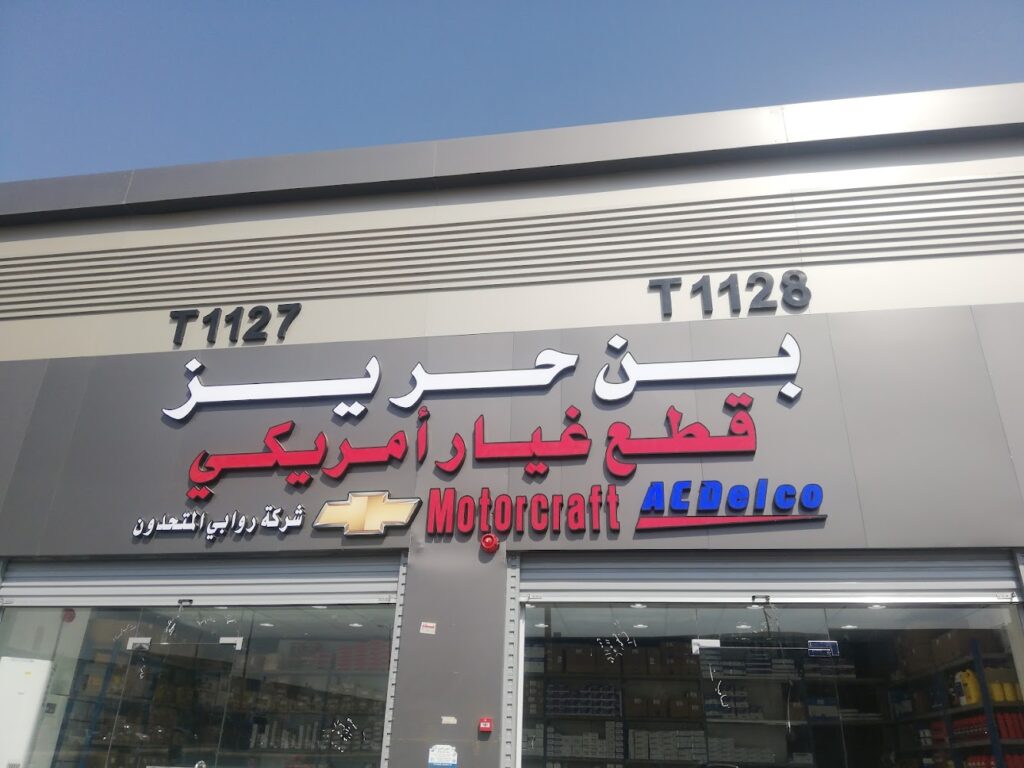 T1127
T1128
بن حريز
قطع غيار أمريكي
شركة روابي المتحدون
Motorcraft
ACDelco